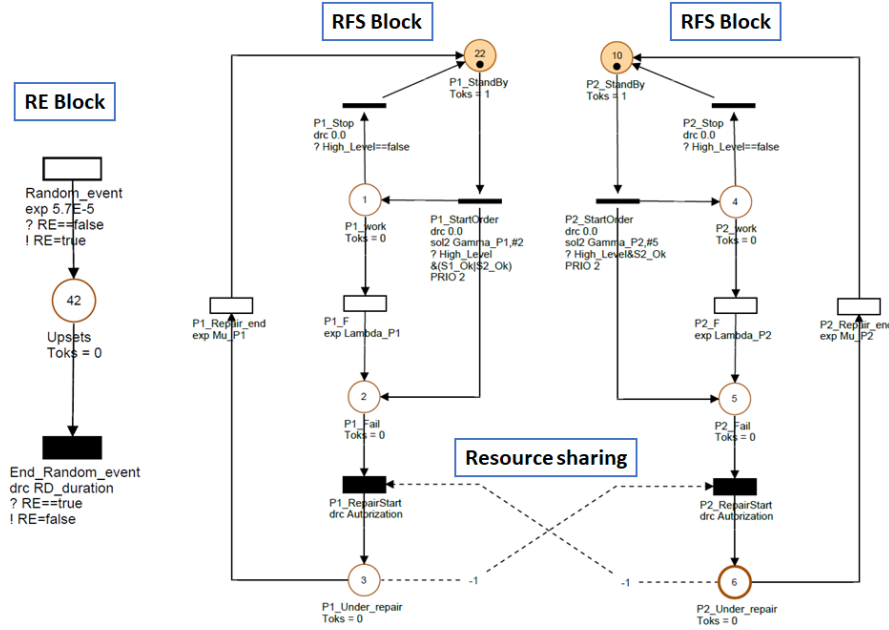 RE Block
Random_event
exp 5.7E-5
? RE==false
! RE=true
42
Upsets
Toks = 0
End_Random_event
drc RD_duration
? RE==true
! RE=false
RFS Block
22
P1_StandBy
Toks = 1
P1_Stop
drc 0.0
? High_Level==false
1
P1_work
Toks = 0
P1_StartOrder
drc 0.0
sol2 Gamma_P1,#2
? High_Level
&(S1_Ok|S2_Ok)
PRIO 2
P1_Repair_end
exp Mu_P1
P1_F
exp Lambda_P1
2
P1_Fail
Toks = 0
P1_RepairStart
drc Autorization
3
P1_Under_repair
Toks = 0
Resource sharing
-1
-1
RFS Block
10
P2_StandBy
Toks = 1
P2_Stop
drc 0.0
? High_Level==false
4
P2_work
Toks = 0
P2_StartOrder
drc 0.0
sol2 Gamma_P2,#5
? High_Level&S2_Ok
PRIO 2
P2_F
exp Lambda_P2
P2_Repair_end
exp Mu_P2
5
P2_Fail
Toks = 0
P2_RepairStart
drc Autorization
6
P2_Under_repair
Toks = 0